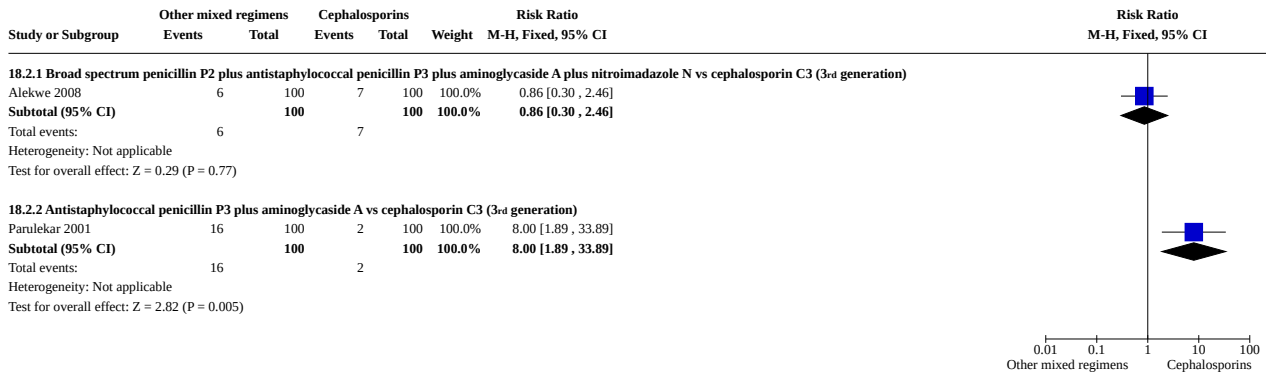 Other mixed regimens Cephalosporins Risk Ratio Risk Ratio
Study or Subgroup Events Total Events Total Weight M-H, Fixed, 95% CI M-H, Fixed, 95% CI
18.2.1 Broad spectrum penicillin P2 plus antistaphylococcal penicillin P3 plus aminoglycaside A plus nitroimadazole N vs cephalosporin C3 (3rd generation)
Alekwe 2008 6 100 7 100 100.0% 0.86 [0.30 , 2.46]
Subtotal (95% CI) 100 100 100.0% 0.86 [0.30 , 2.46]
Total events: 6 7
Heterogeneity: Not applicable
Test for overall effect: Z = 0.29 (P = 0.77)
18.2.2 Antistaphylococcal penicillin P3 plus aminoglycaside A vs cephalosporin C3 (3rd generation)
Parulekar 2001 16 100 2 100 100.0% 8.00 [1.89 , 33.89]
Subtotal (95% CI) 100 100 100.0% 8.00 [1.89 , 33.89]
Total events: 16 2
Heterogeneity: Not applicable
Test for overall effect: Z = 2.82 (P = 0.005)
0.01 0.1 1 10 100
Other mixed regimens Cephalosporins